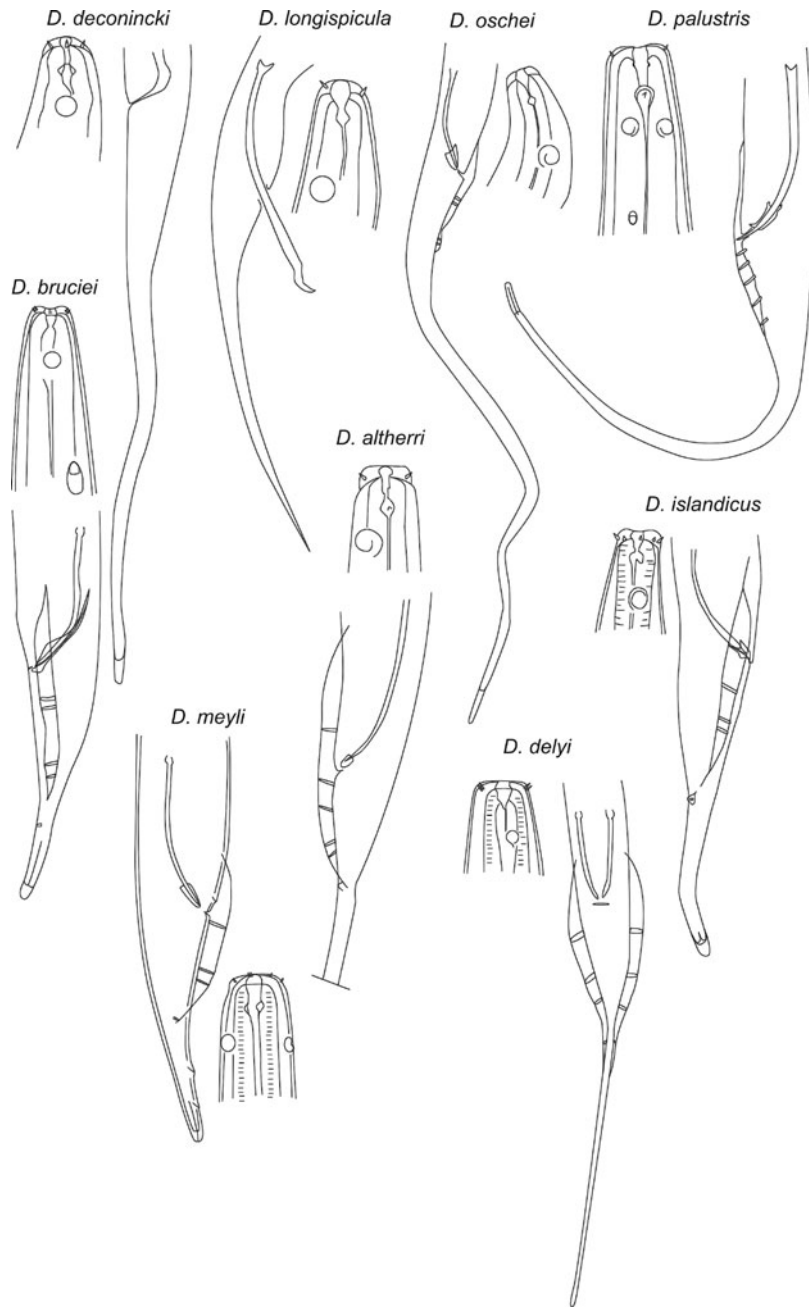 D. deconincki
D. longispicula
D. oschei
D. palustris
D. bruciei
D. altherri
D. islandicus
D. meyli
D. delyi